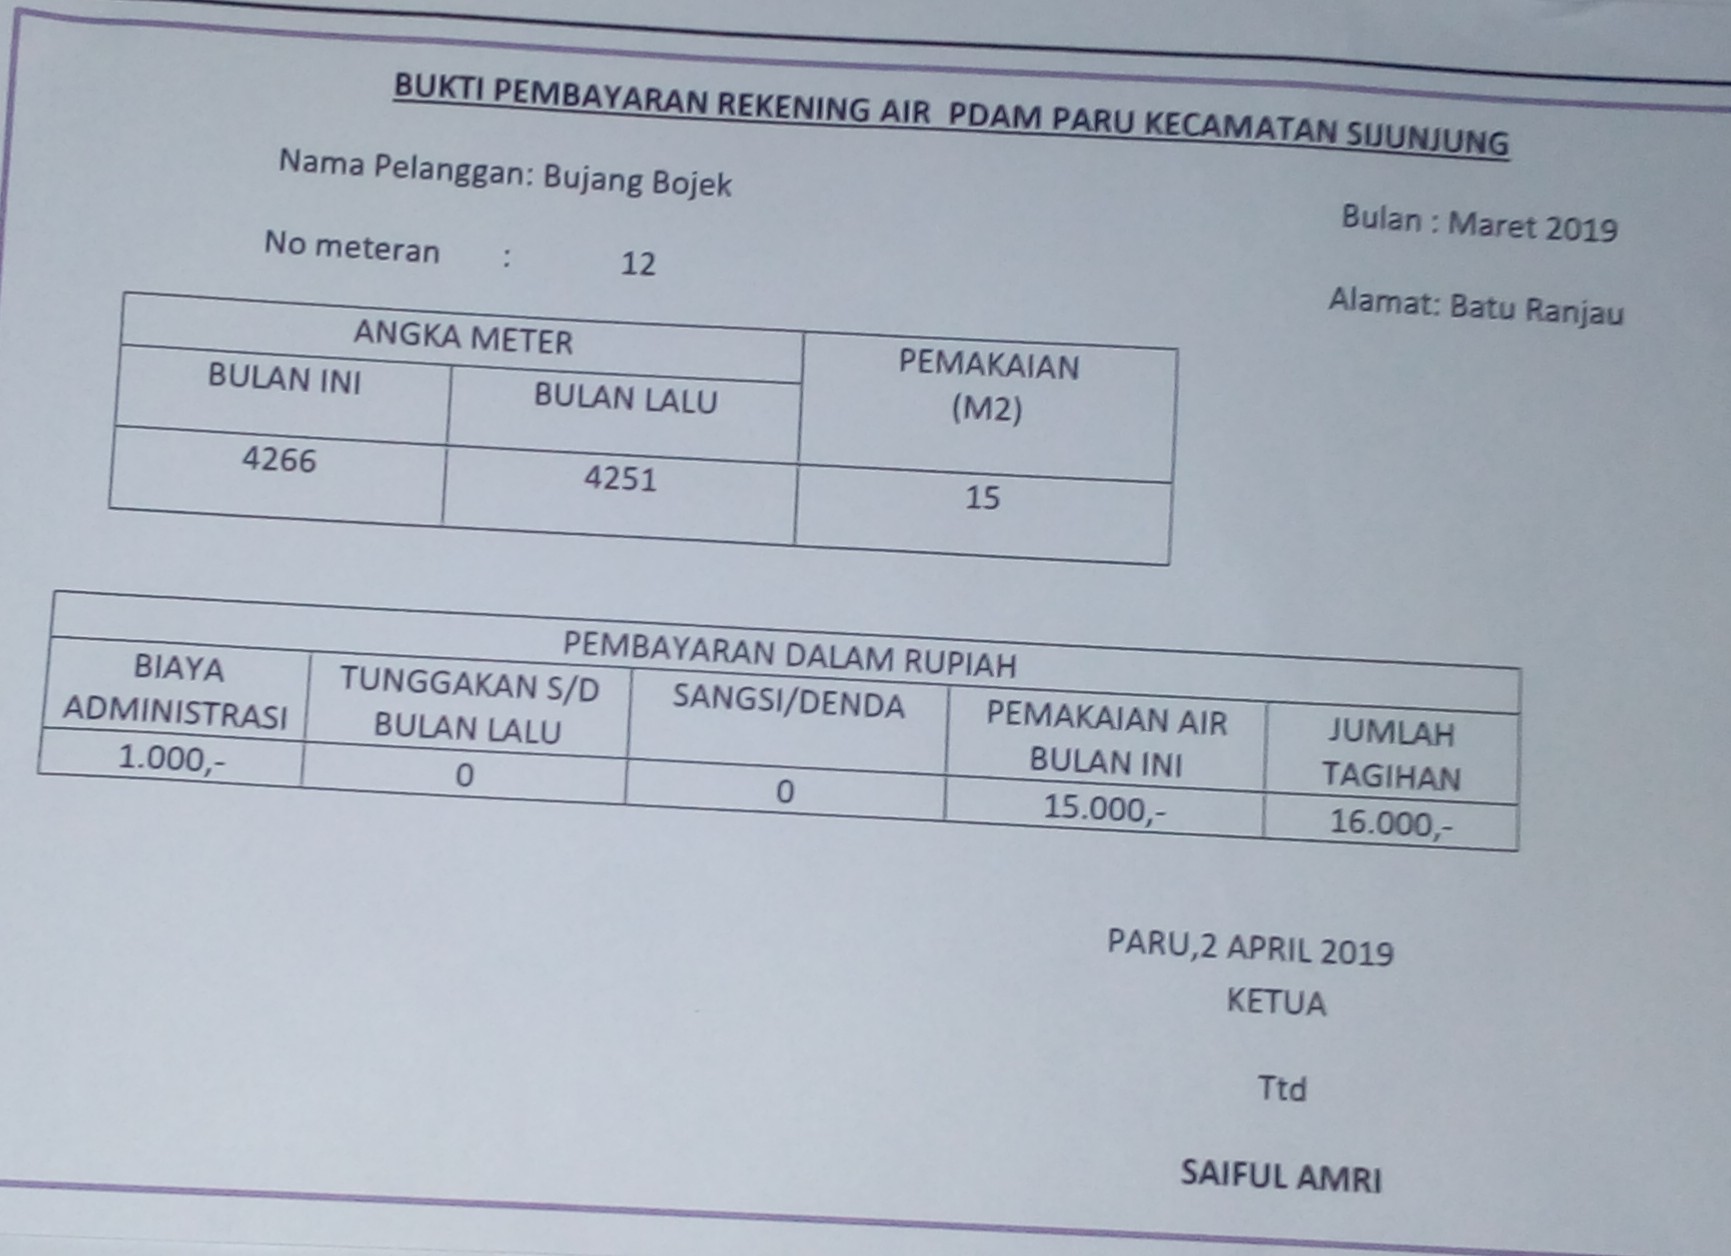 BUKTI PEMBAYARAN REKENING AIR  PDAM PARU KECAMATAN SIJUNJUNG
Nama Pelanggan: Bujang Bojek
Bulan : Maret 2019
No meteran : 12
Alamat: Batu Ranjau
ANGKA METER
PEMAKAIAN
(M2)
BULAN INI
BULAN LALU
4266
4251
15
PEMBAYARAN DALAM RUPIAH
BIAYA
ADMINISTRASI
TUNGGAKAN S/D
BULAN LALU
SANGSI/DENDA
PEMAKAIAN AIR
BULAN INI
JUMLAH
TAGIHAN
1.000,-
0
0
15.000,-
16.000,-
PARU,2 APRIL 2019
KETUA
Ttd
SAIFUL AMRI